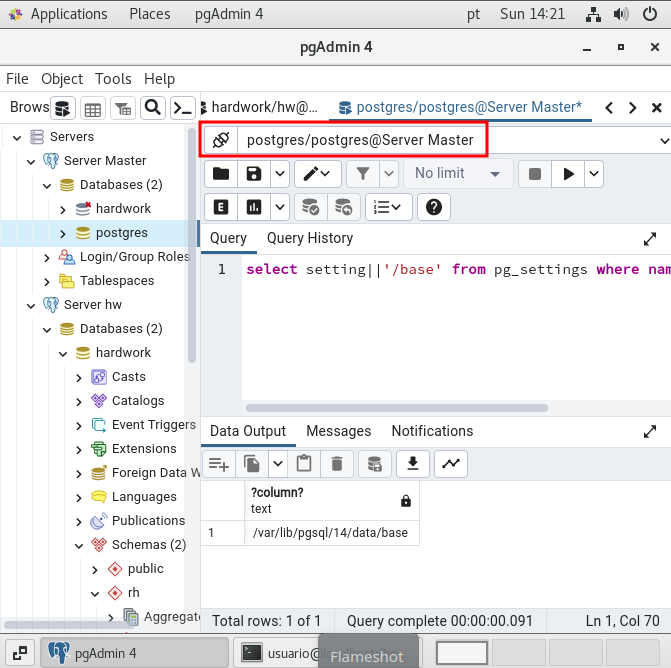 Applications Places pgAdmin 4 pt Sun 14:21
pgAdmin 4
File Object Tools Help
Brows hardwork/hw@... postgres/postgres@Server Master*
postgres/postgres@Server Master
No limit
E
Query Query History
1 select setting||'/base' from pg_settings where nam
Servers
Server Master
Databases (2)
hardwork
postgres
Login/Group Roles
Tablespaces
Server hw
Databases (2)
hardwork
Casts
Catalogs
Event Triggers
Extensions
Foreign Data W
Languages
Publications
Schemas (2)
public
rh
Aggregate
Data Output Messages Notifications
?column?
text
1 /var/lib/pgsql/14/data/base
Total rows: 1 of 1 Query complete 00:00:00.091 Ln 1, Col 70
pgAdmin 4 usuario@ Flameshot